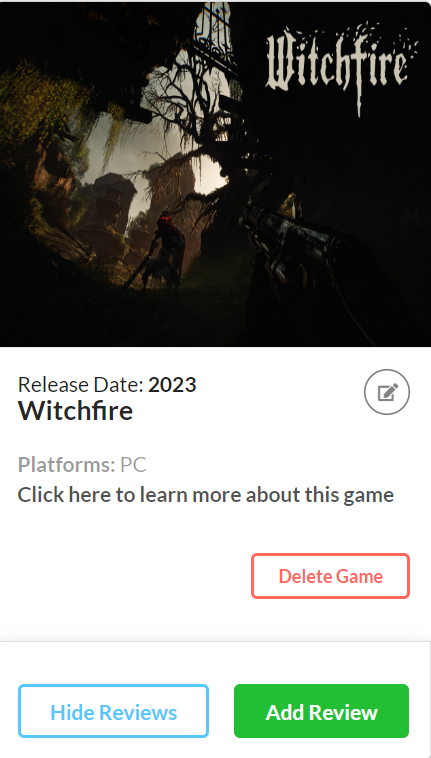 Witchfire
Release Date: 2023
Witchfire
Platforms: PC
Click here to learn more about this game
Delete Game
Hide Reviews
Add Review